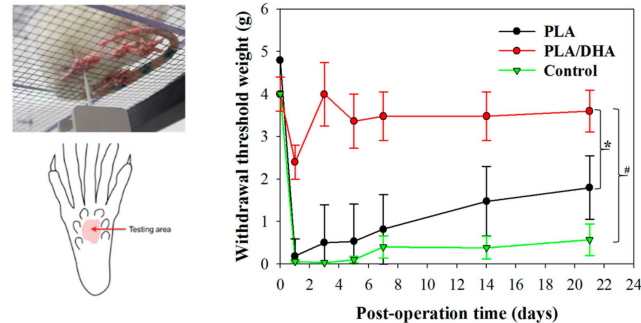 Testing area
Withdrawal threshold weight (g)
6
5
4
3
2
1
0
PLA
PLA/DHA
Control
*
#
0 2 4 6 8 10 12 14 16 18 20 22 24
Post-operation time (days)